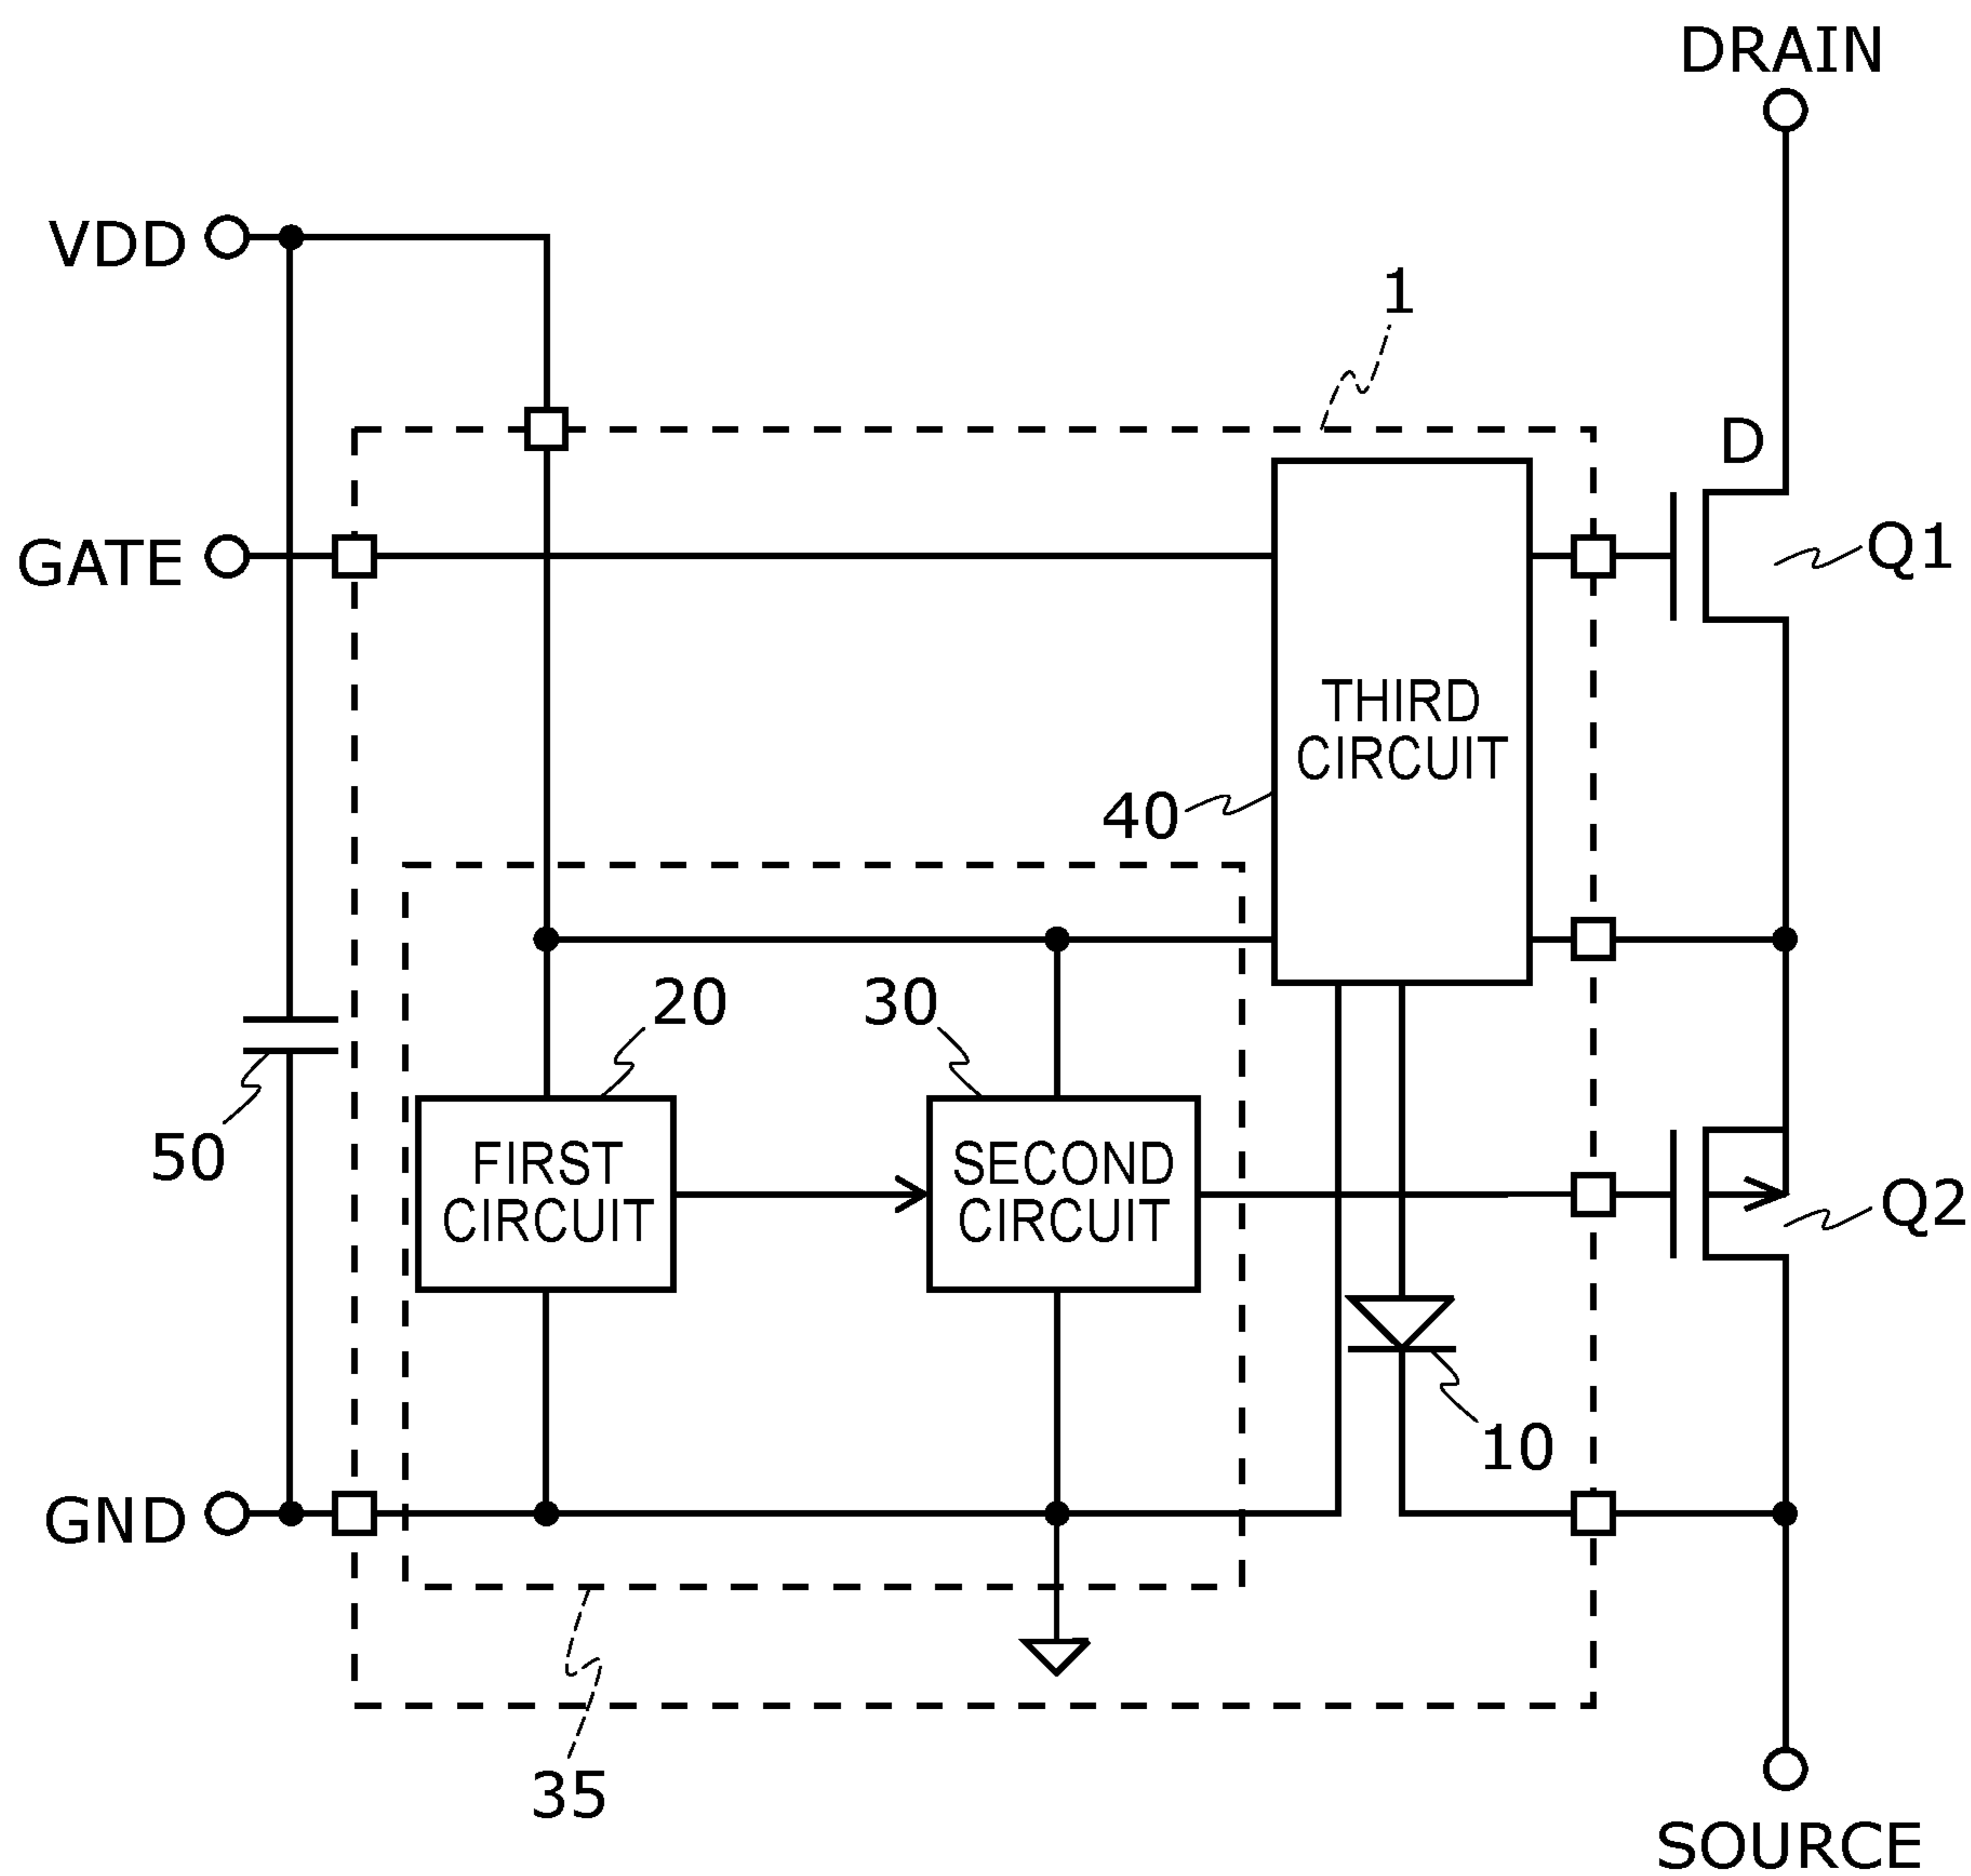 DRAIN
VDD
1
D
GATE
Q1
THIRD
CIRCUIT
40
20
30
50
FIRST
CIRCUIT
SECOND
CIRCUIT
Q2
10
GND
35
SOURCE